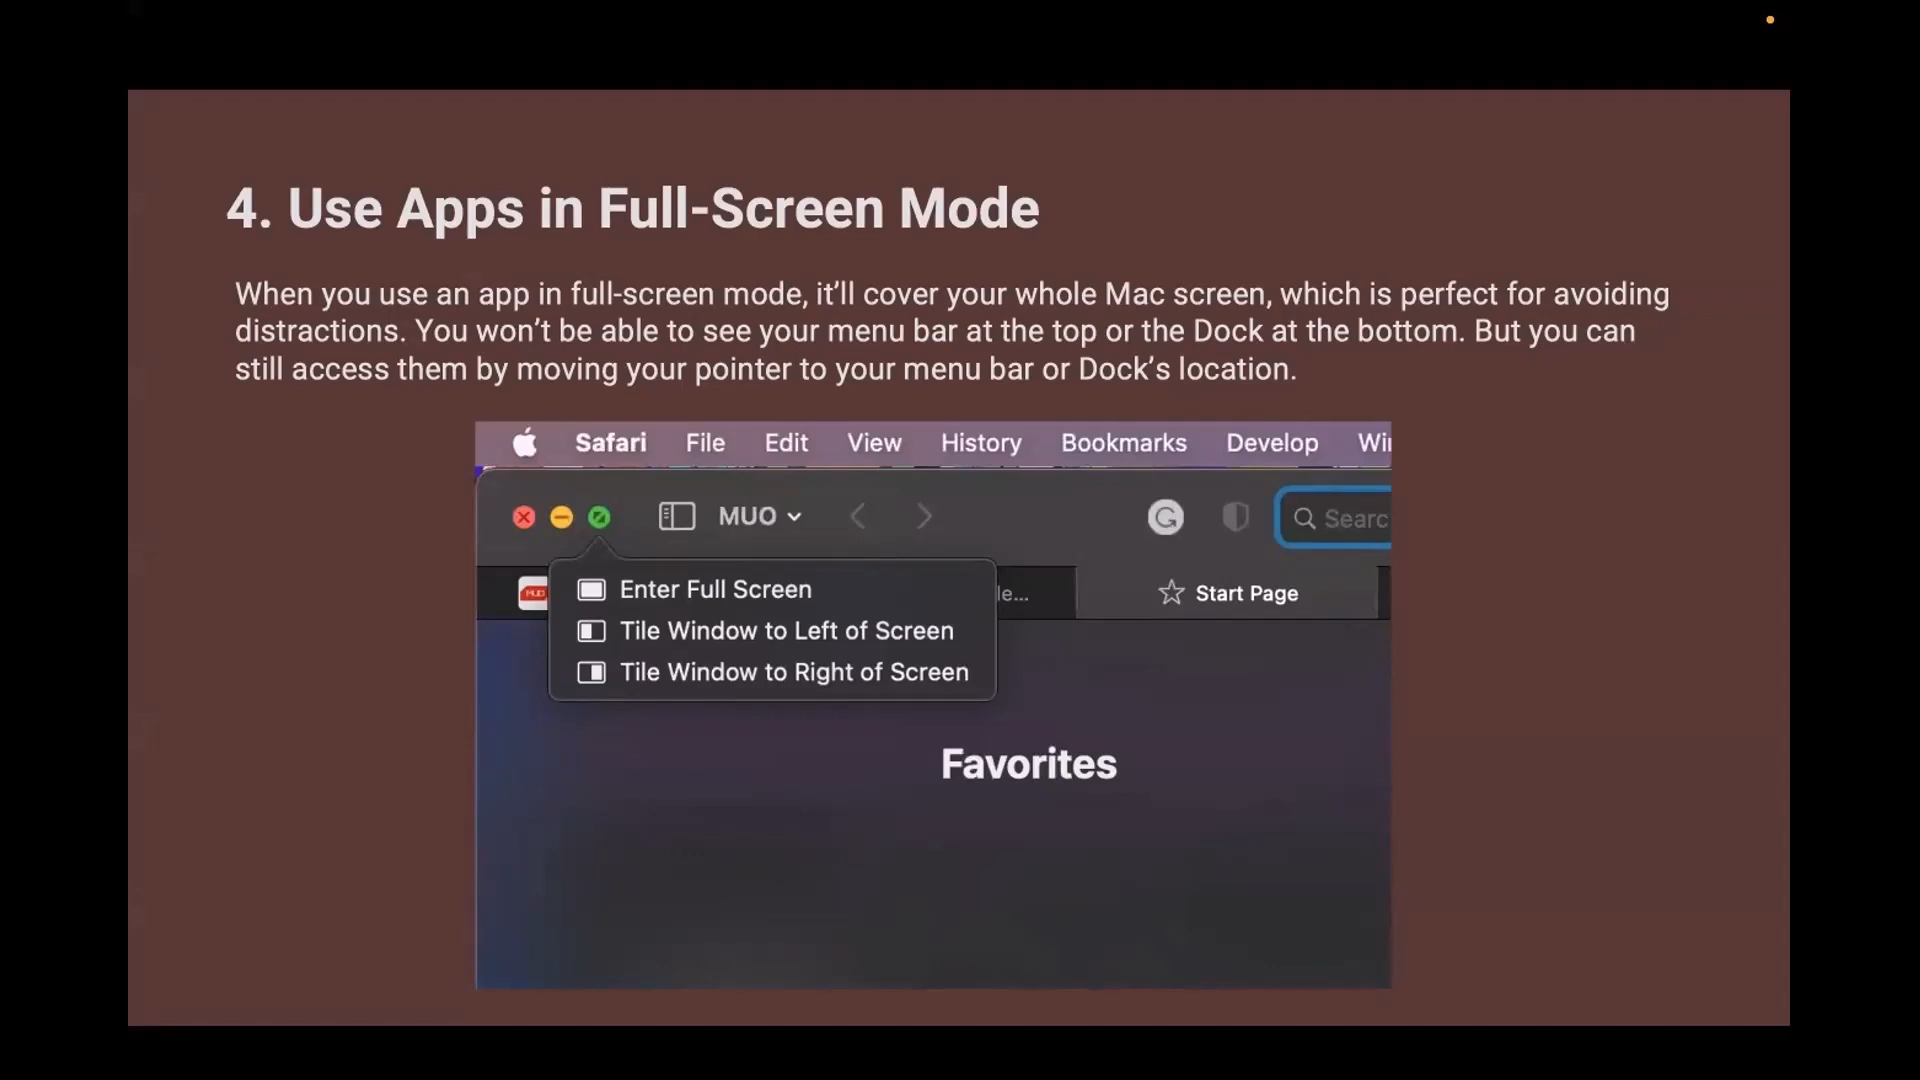 4. Use Apps in Full-Screen Mode
When you use an app in full-screen mode, it’ll cover your whole Mac screen, which is perfect for avoiding
distractions. You won’t be able to see your menu bar at the top or the Dock at the bottom. But you can
still access them by moving your pointer to your menu bar or Dock’s location.
Safari File Edit View History Bookmarks Develop Wi
MUO
Searc
MUO
le...
Start Page
Enter Full Screen
Tile Window to Left of Screen
Tile Window to Right of Screen
Favorites